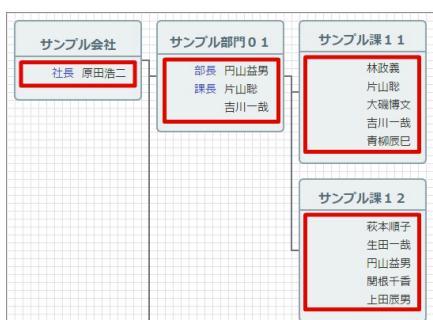 サンプル会社
社長 原田浩二
サンプル部門01
部長 円山益男
課長 片山聡
吉川一哉
サンプル課11
林政義
片山聡
大磯博文
吉川一哉
青柳辰巳
サンプル課12
萩本順子
生田一哉
円山益男
関根千香
上田辰男